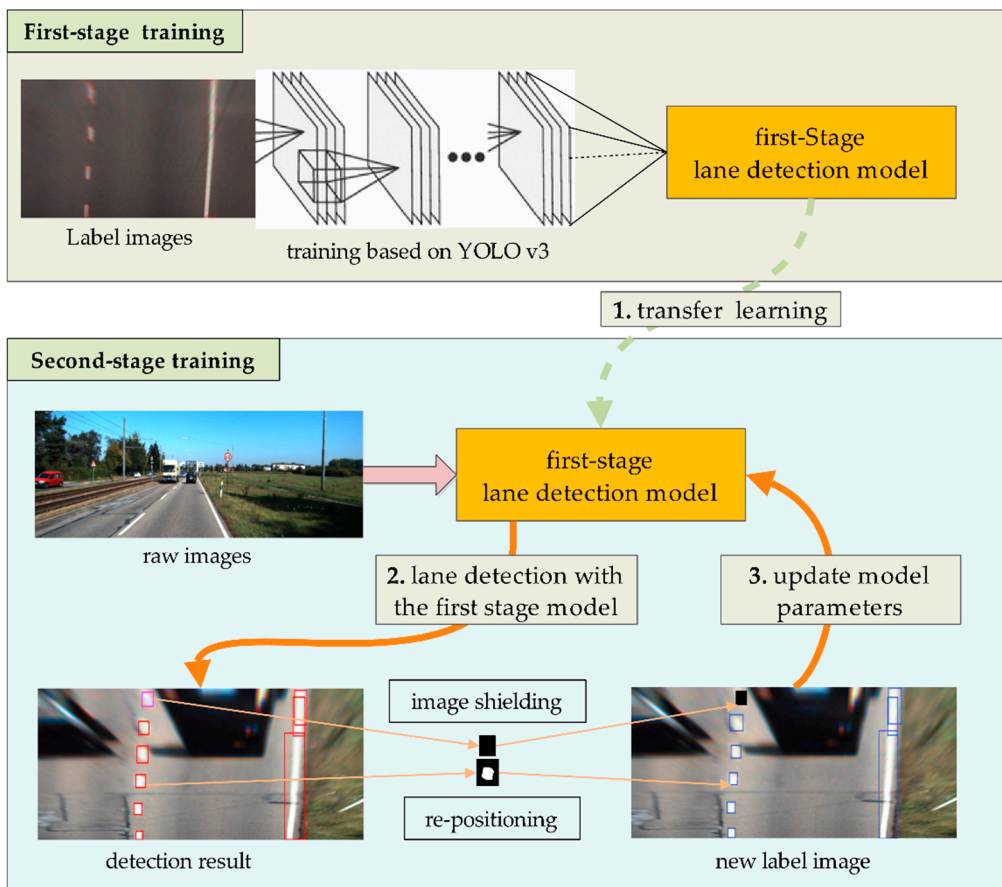 First-stage training
Label images
training based on YOLO v3
first-Stage
lane detection model
1. transfer learning
Second-stage training
raw images
first-stage
lane detection model
2. lane detection with
the first stage model
3. update model
parameters
image shielding
re-positioning
detection result
new label image